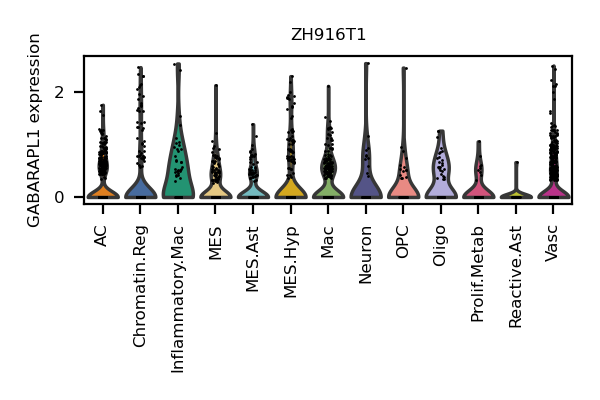 ZH916T1
GABARAPL1 expression
2
0
AC
Chromatin.Reg
Inflammatory.Mac
MES
MES.Ast
MES.Hyp
Mac
Neuron
OPC
Oligo
Prolif.Metab
Reactive.Ast
Vasc